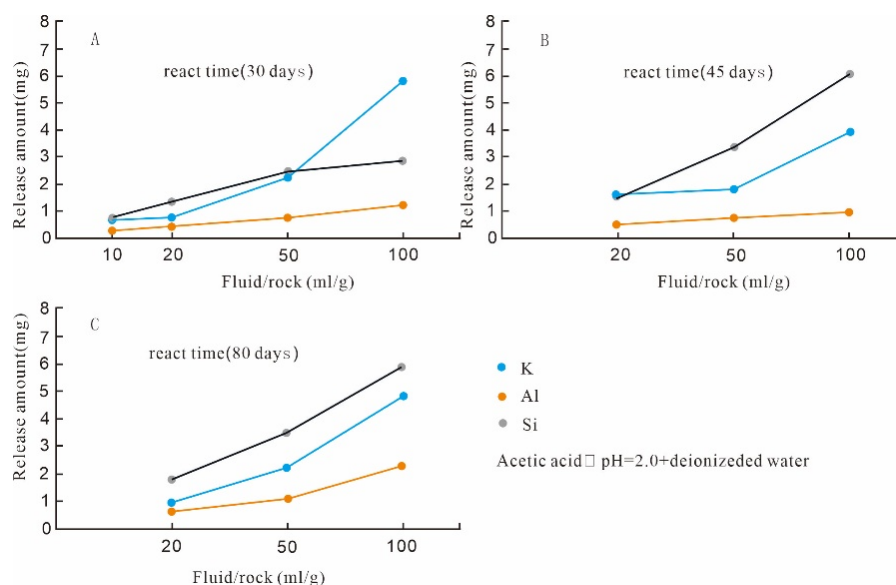 A
react time(30 days)
Release amount(mg)
8
7
6
5
4
3
2
1
0
10 20 50 100
Fluid/rock (ml/g)
B
react time(45 days)
Release amount(mg)
8
7
6
5
4
3
2
1
0
20 50 100
Fluid/rock (ml/g)
C
react time(80 days)
Release amount(mg)
8
7
6
5
4
3
2
1
0
20 50 100
Fluid/rock (ml/g)
K
Al
Si
Acetic acid□ pH=2.0+deionizeded water